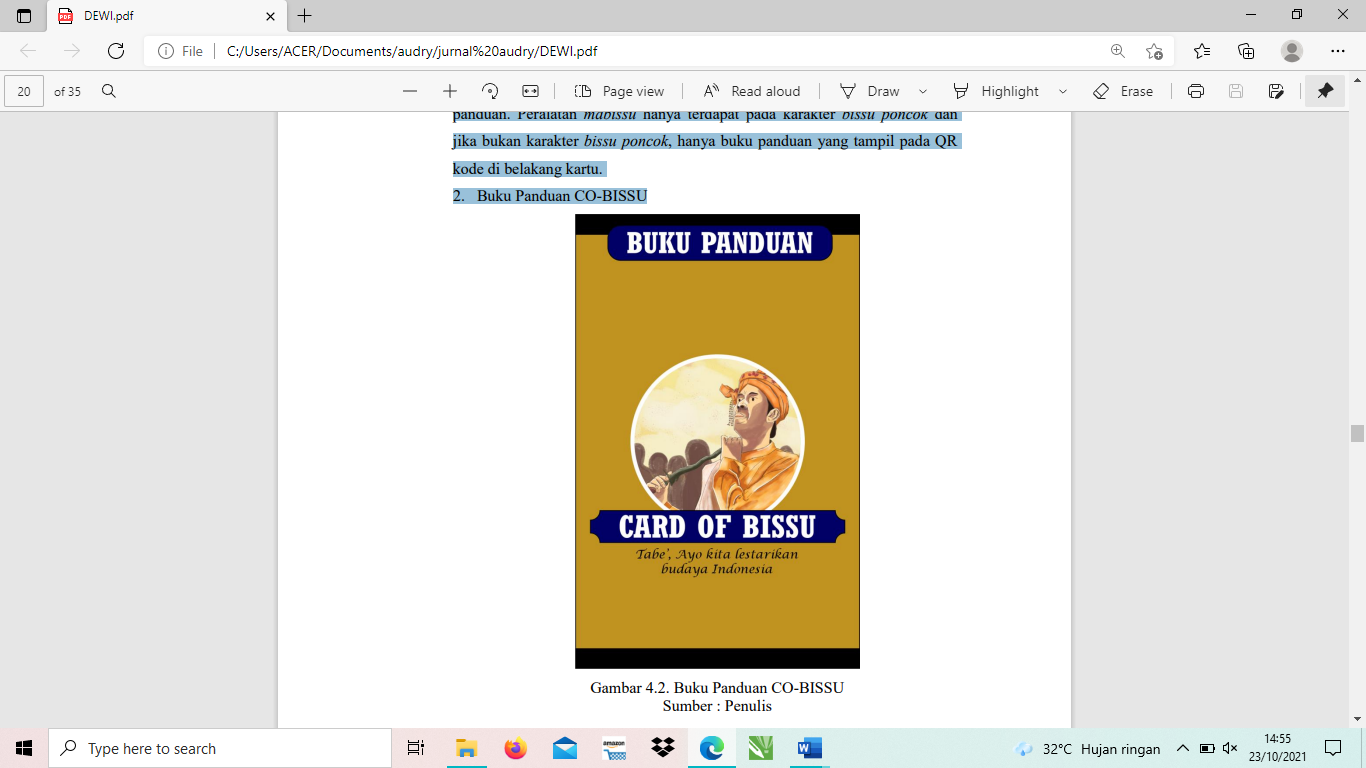 DEWI.pdf
File
C:/Users/ACER/Documents/audry/jurnal%20audry/DEWI.pdf
20 of 35
Page view
Read aloud
Draw
Highlight
Erase
panduan. Peralatan mabissu hanya terdapat pada karakter bissu poncok dan
jika bukan karakter bissu poncok, hanya buku panduan yang tampil pada QR
kode di belakang kartu.
2. Buku Panduan CO-BISSU
BUKU PANDUAN
CARD OF BISSU
Tabe', Ayo kita lestarikan
budaya Indonesia
Gambar 4.2. Buku Panduan CO-BISSU
Sumber : Penulis
Type here to search
amazon
32°C Hujan ringan
14:55
23/10/2021